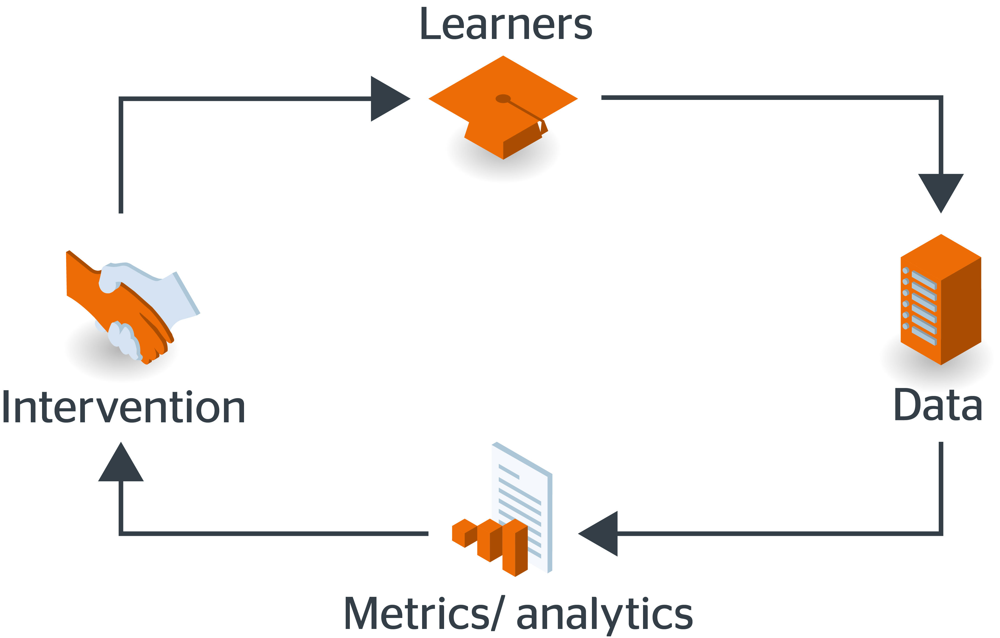 Learners
Intervention
Data
Metrics/ analytics